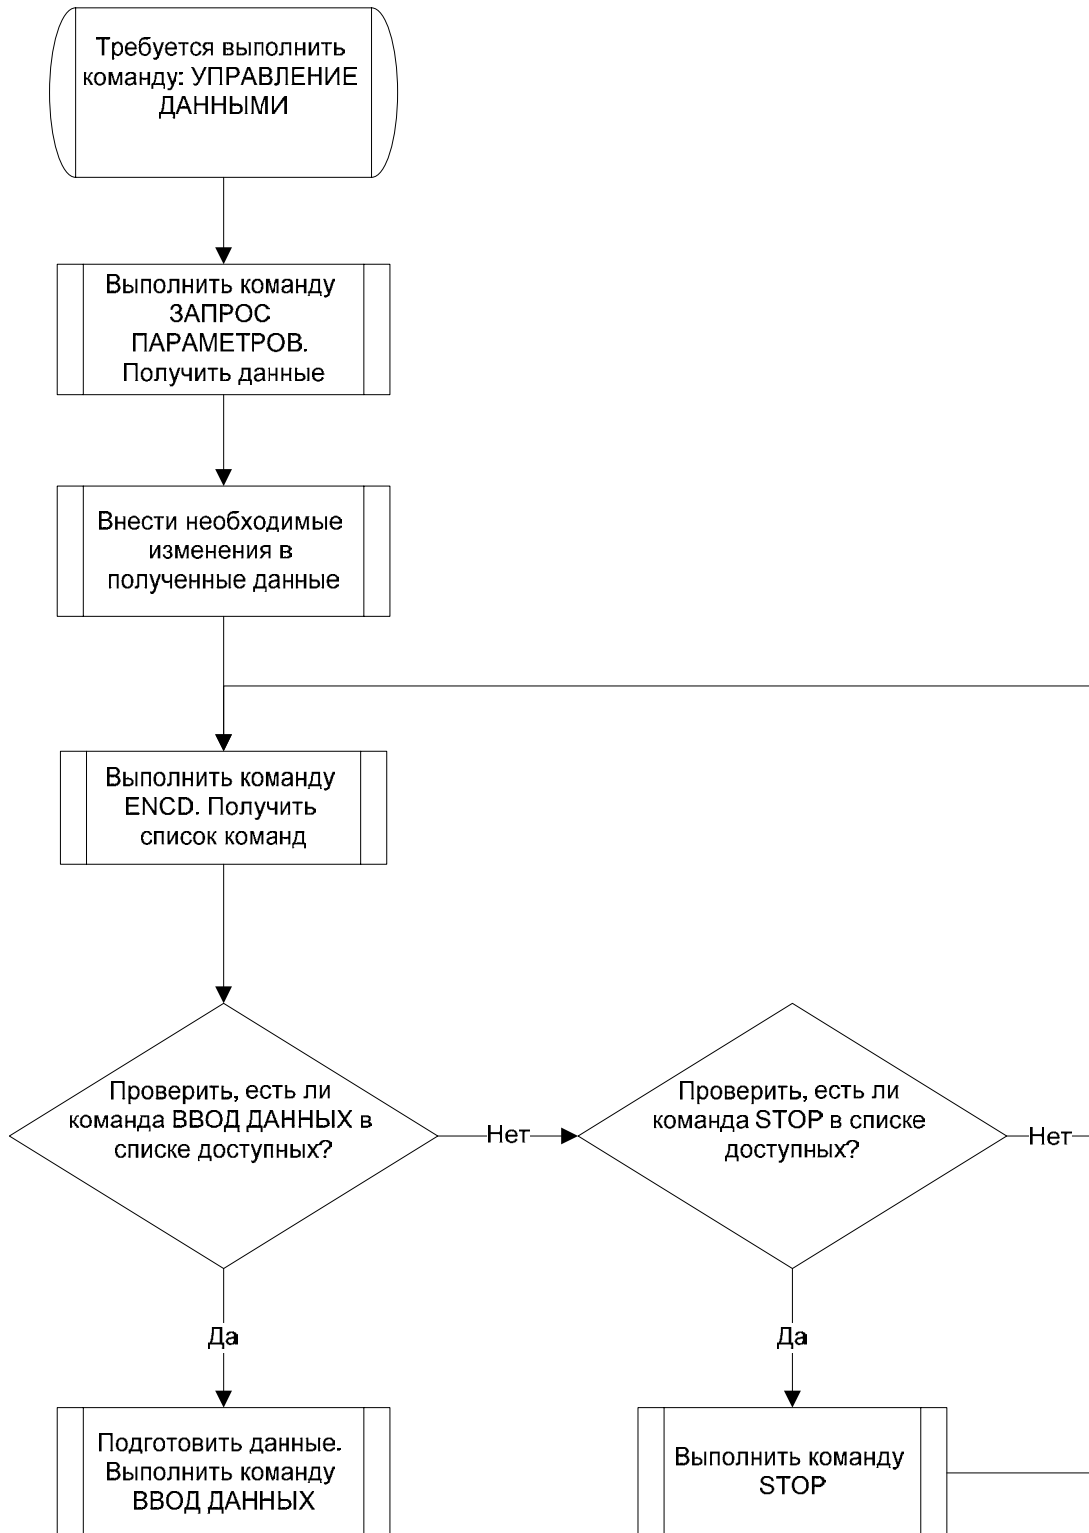 Требуется выполнить
команду: УПРАВЛЕНИЕ
ДАННЫМИ
Выполнить команду
ЗАПРОС
ПАРАМЕТРОВ.
Получить данные
Внести необходимые
изменения в
полученные данные
Выполнить команду
ENCD. Получить
список команд
Проверить, есть ли
команда ВВОД ДАННЫХ в
списке доступных?
Нет
Проверить, есть ли
команда STOP в списке
доступных?
Нет
Да
Да
Подготовить данные.
Выполнить команду
ВВОД ДАННЫХ
Выполнить команду
STOP